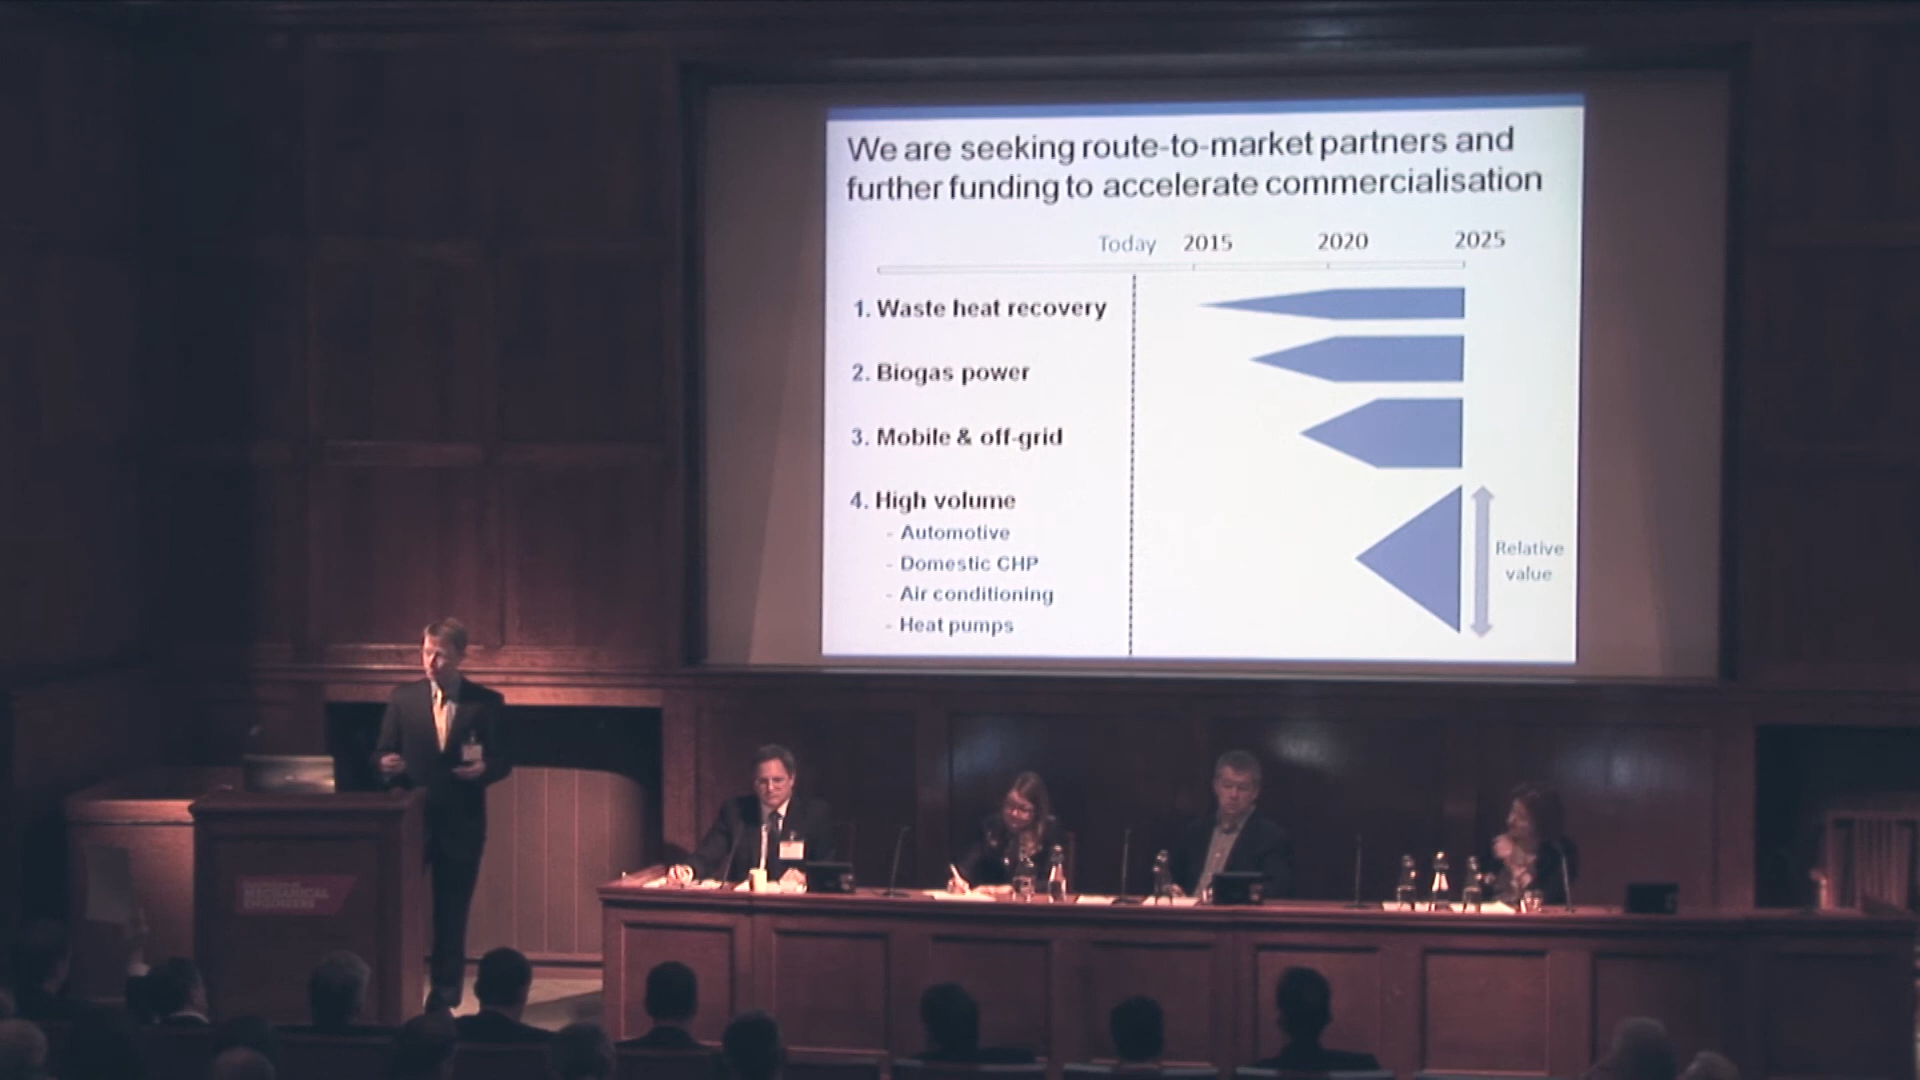 We are seeking route-to-market partners and
further funding to accelerate commercialisation
Today 2015 2020 2025
1. Waste heat recovery
2. Biogas power
3. Mobile & off-grid
4. High volume
- Automotive
- Domestic CHP
- Air conditioning
- Heat pumps
Relative
value
MECHANICAL
ENGINEERS